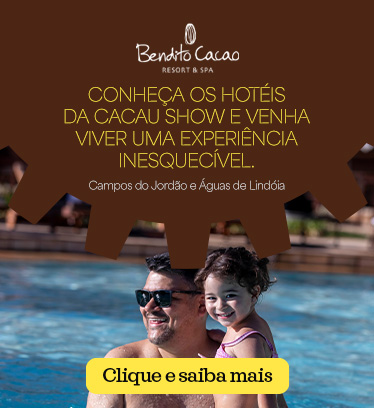 Bendito Cacao
RESORT & SPA
CONHEÇA OS HOTÉIS
DA CACAU SHOW E VENHA
VIVER UMA EXPERIÊNCIA
INESQUECÍVEL.
Campos do Jordão e Águas de Lindóia
Clique e saiba mais